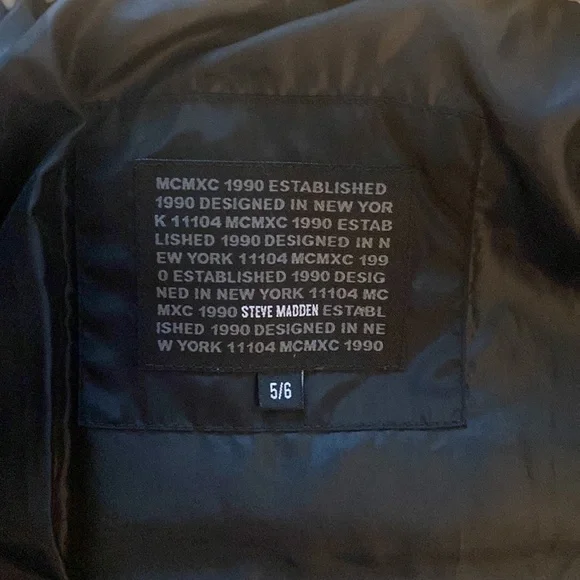 MCMXC 1990 ESTABLISHED
1990 DESIGNED IN NEW YOR
K 11104 MCMXC 1990 ESTAB
LISHED 1990 DESIGNED IN N
EW YORK 11104 MCMXC 199
0 ESTABLISHED 1990 DESIG
NED IN NEW YORK 11104 MC
MXC 1990 STEVE MADDEN ESTABL
ISHED 1990 DESIGNED IN NE
W YORK 11104 MCMXC 1990
5/6